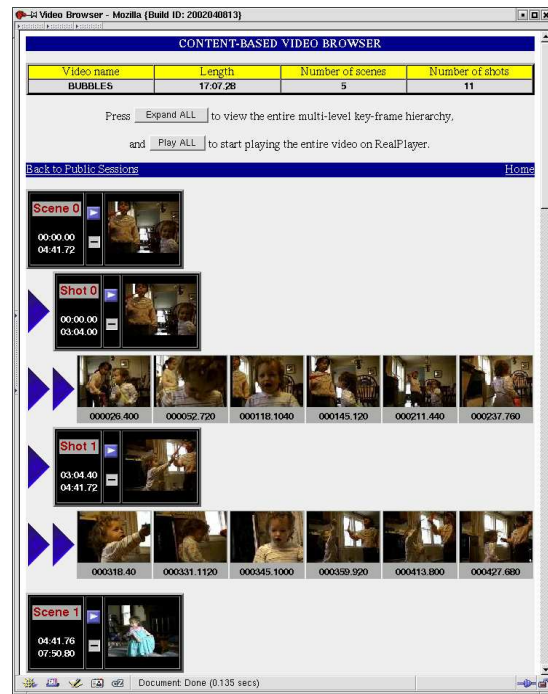 Video Browser - Mozilla {Build ID: 2002040813}
CONTENT-BASED VIDEO BROWSER
Video name Length Number of scenes Number of shots
BUBBLES 17:07.28 5 11
Press Expand ALL to view the entire multi-level key-frame hierarchy,
and Play ALL to start playing the entire video on RealPlayer.
Back to Public Sessions Home
Scene 0
00:00.00
04:41.72
Shot 0
00:00.00
03:04.00
000026.400 000052.720 000118.1040 000145.120 000211.440 000237.760
Shot 1
03:04.40
04:41.72
000318.40 000331.1120 000345.1000 000359.920 000413.800 000427.680
Scene 1
04:41.76
07:50.80
Document: Done (0.135 secs)